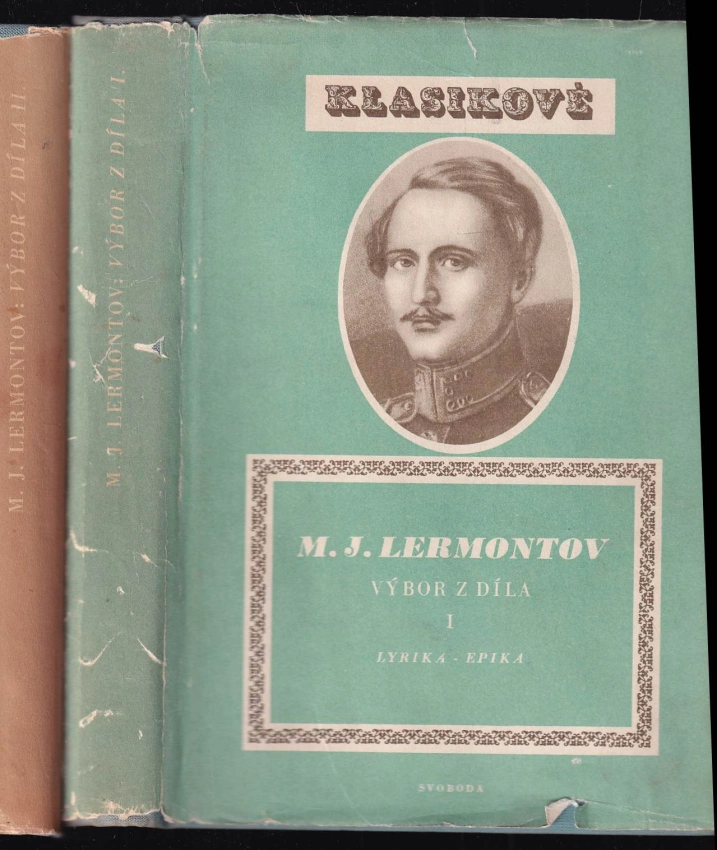 M. J. LERMONTOV: VÝBOR Z DÍLA II.
M. J. LERMONTOV: VÝBOR Z DÍLA I.
KLASIKOVÉ
M. J. LERMONTOV
VÝBOR Z DÍLA
I
LYRIKA - EPIKA
SVOBODA